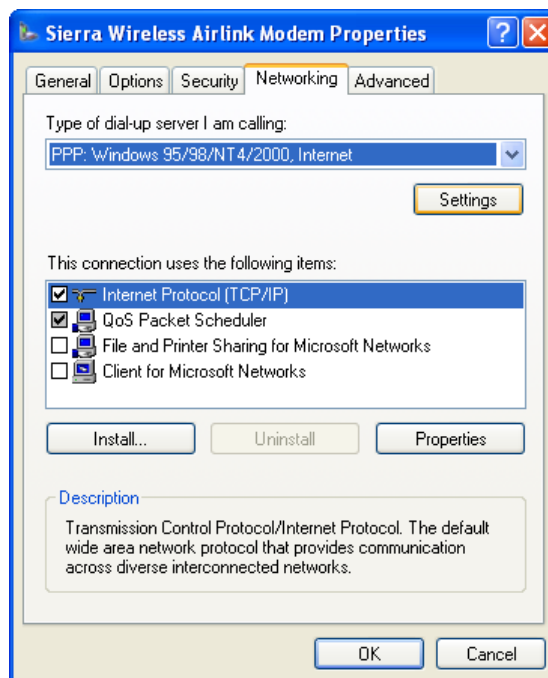 Sierra Wireless Airlink Modem Properties
General Options Security Networking Advanced
Type of dial-up server I am calling:
PPP: Windows 95/98/NT4/2000, Internet
Settings
This connection uses the following items:
Internet Protocol (TCP/IP)
QoS Packet Scheduler
File and Printer Sharing for Microsoft Networks
Client for Microsoft Networks
Install... Uninstall Properties
Description
Transmission Control Protocol/Internet Protocol. The default
wide area network protocol that provides communication
across diverse interconnected networks.
OK Cancel